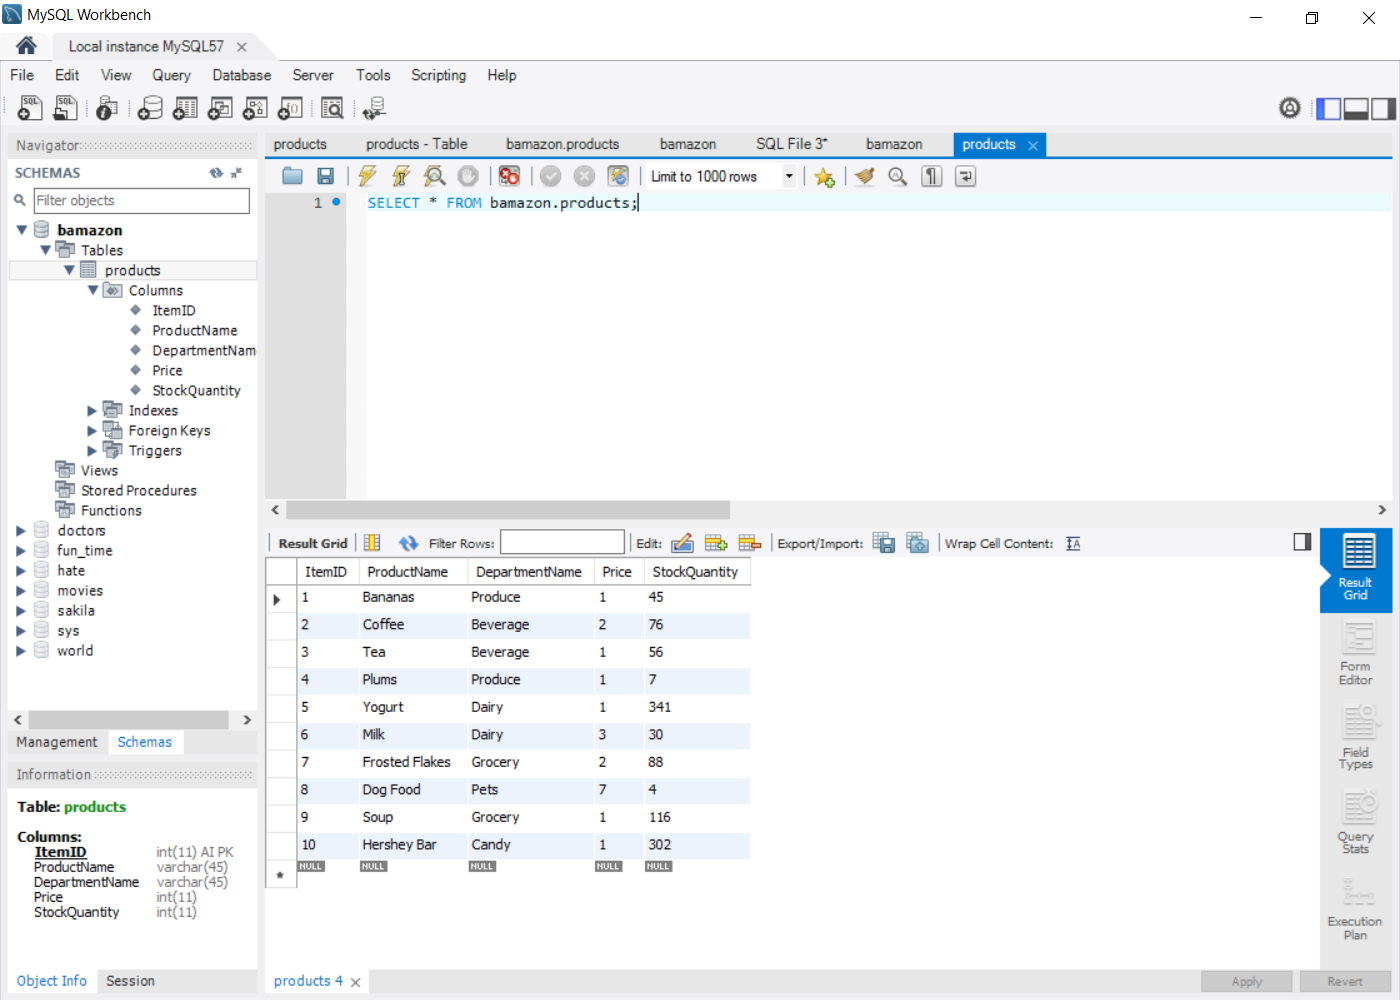 MySQL Workbench
Local instance MySQL57
File Edit View Query Database Server Tools Scripting Help
SQL SQL
Navigator
SCHEMAS
Filter objects
bamazon
Tables
products
Columns
ItemID
ProductName
DepartmentNam
Price
StockQuantity
Indexes
Foreign Keys
Triggers
Views
Stored Procedures
Functions
doctors
fun_time
hate
movies
sakila
sys
world
Management Schemas
Information
Table: products
Columns:
ItemID int(11) AI PK
ProductName varchar(45)
DepartmentName varchar(45)
Price int(11)
StockQuantity int(11)
Object Info Session
products products - Table bamazon.products bamazon SQL File 3* bamazon products
Limit to 1000 rows
1 SELECT * FROM bamazon.products;
Result Grid Filter Rows: Edit: Export/Import: Wrap Cell Content: IA
ItemID ProductName DepartmentName Price StockQuantity
1 Bananas Produce 1 45
2 Coffee Beverage 2 76
3 Tea Beverage 1 56
4 Plums Produce 1 7
5 Yogurt Dairy 1 341
6 Milk Dairy 3 30
7 Frosted Flakes Grocery 2 88
8 Dog Food Pets 7 4
9 Soup Grocery 1 116
10 Hershey Bar Candy 1 302
NULL NULL NULL NULL NULL
*
products 4
Result
Grid
Form
Editor
Field
Types
Query
Stats
Execution
Plan
Apply Revert